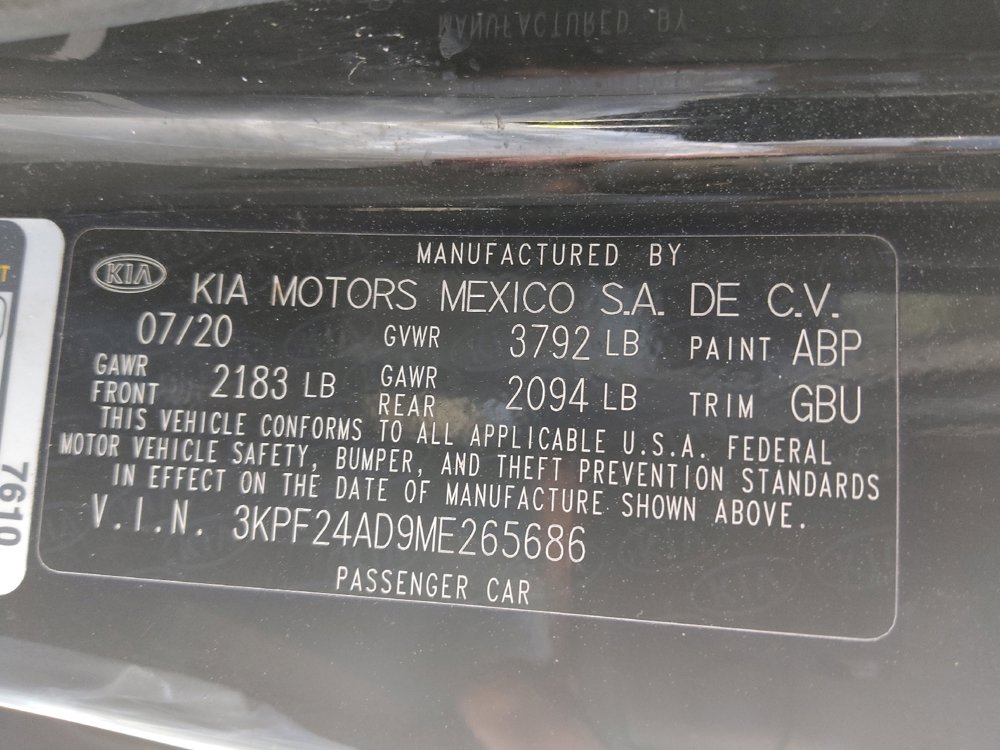 MANUFACTURED BY
MANUFACTURED BY
KIA KIA MOTORS MEXICO S.A. DE C.V.
07/20 GVWR 3792 LB PAINT ABP
GAWR FRONT 2183 LB GAWR REAR 2094 LB TRIM GBU
THIS VEHICLE CONFORMS TO ALL APPLICABLE U.S.A. FEDERAL
MOTOR VEHICLE SAFETY, BUMPER, AND THEFT PREVENTION STANDARDS
IN EFFECT ON THE DATE OF MANUFACTURE SHOWN ABOVE.
V.I.N. 3KPF24AD9ME265686
PASSENGER CAR
7610